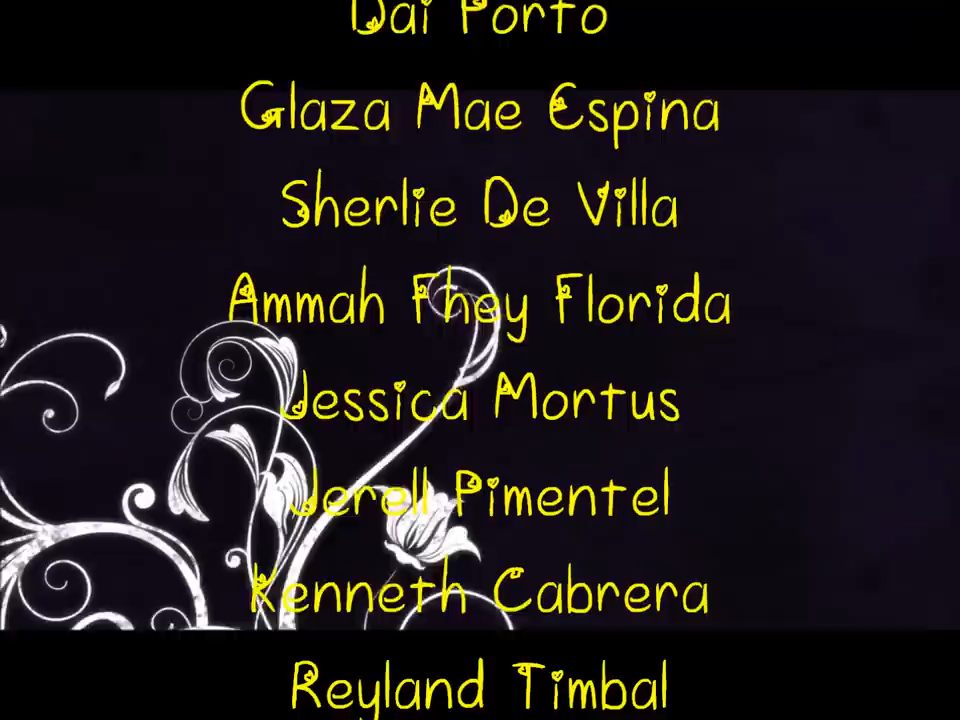 Dai Porto
Glaza Mae Espina
Sherlie De Villa
Ammah Fhey Florida
Jessica Mortus
Jerell Pimentel
Kenneth Cabrera
Reyland Timbal